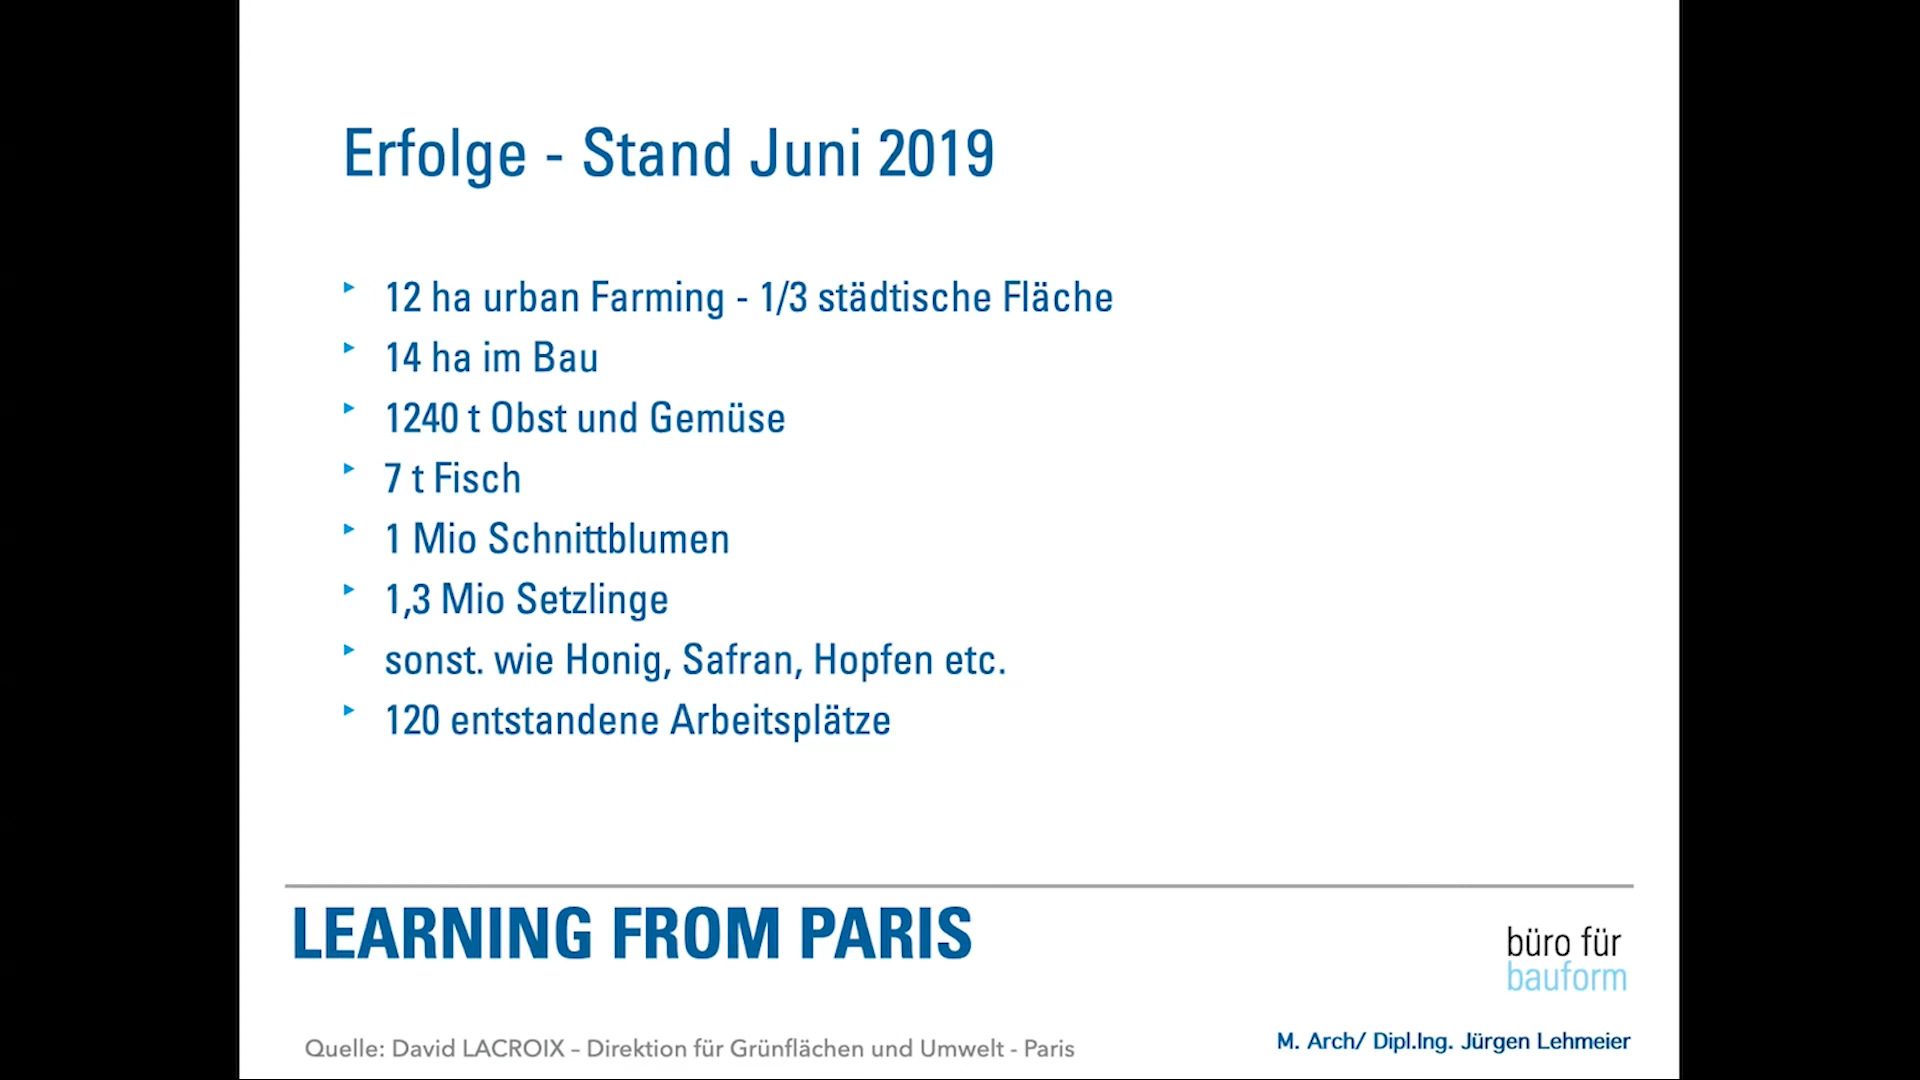 Erfolge - Stand Juni 2019
12 ha urban Farming - 1/3 städtische Fläche
14 ha im Bau
1240 t Obst und Gemüse
7 t Fisch
1 Mio Schnittblumen
1,3 Mio Setzlinge
sonst. wie Honig, Safran, Hopfen etc.
120 entstandene Arbeitsplätze
LEARNING FROM PARIS
büro für
bauform
Quelle: David LACROIX – Direktion für Grünflächen und Umwelt - Paris
M. Arch/ Dipl.Ing. Jürgen Lehmeier